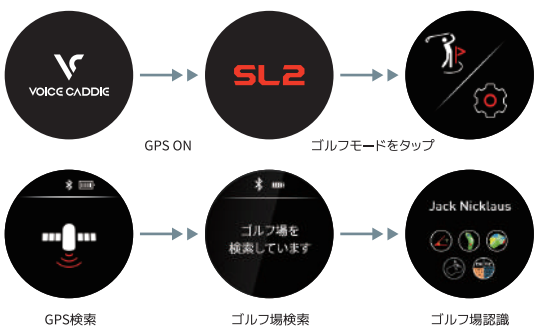 VOICE CADDIE
SL2
GPS ON
ゴルフモードをタップ
ゴルフ場を
検索しています
Jack Nicklaus
GPS検索
ゴルフ場検索
ゴルフ場認識